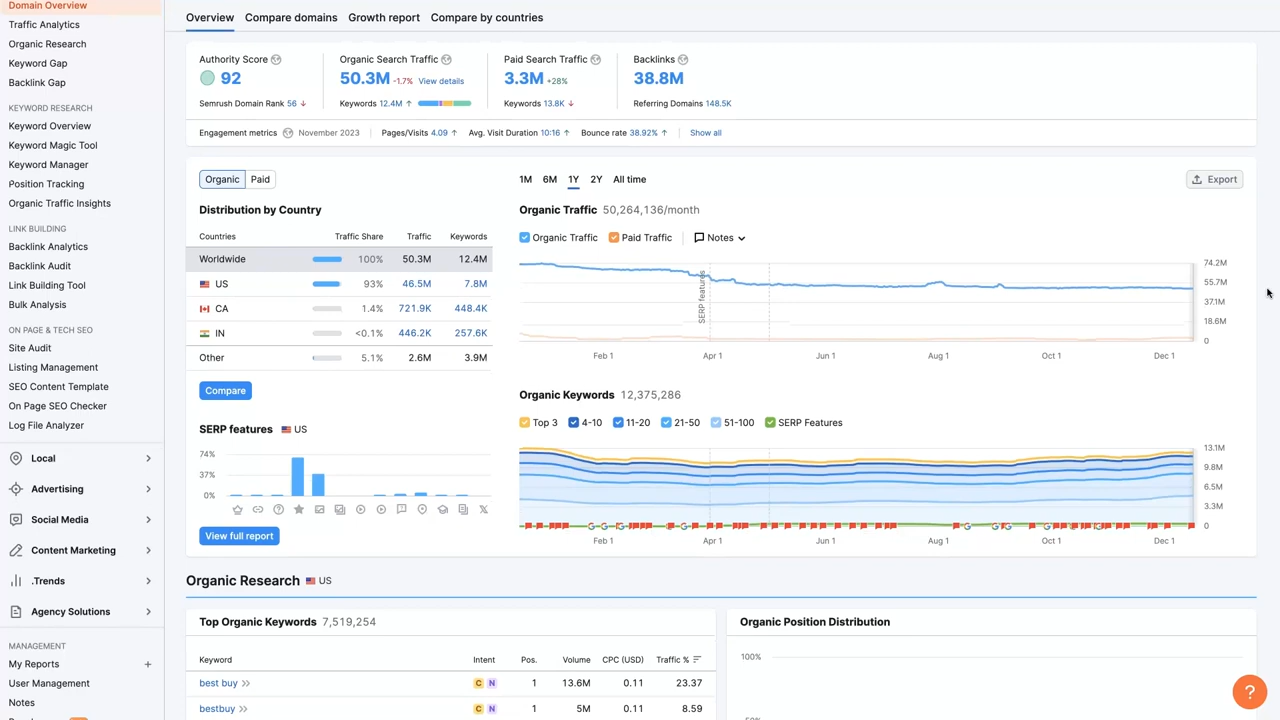 Domain Overview
Traffic Analytics
Organic Research
Keyword Gap
Backlink Gap
KEYWORD RESEARCH
Keyword Overview
Keyword Magic Tool
Keyword Manager
Position Tracking
Organic Traffic Insights
LINK BUILDING
Backlink Analytics
Backlink Audit
Link Building Tool
Bulk Analysis
ON PAGE & TECH SEO
Site Audit
Listing Management
SEO Content Template
On Page SEO Checker
Log File Analyzer
Local
Advertising
Social Media
Content Marketing
.Trends
Agency Solutions
MANAGEMENT
My Reports +
User Management
Notes
Overview Compare domains Growth report Compare by countries
Authority Score Organic Search Traffic Paid Search Traffic Backlinks
92 50.3M -1.7% View details 3.3M +28% 38.8M
Semrush Domain Rank 56 ↓ Keywords 12.4M ↑ Keywords 13.8K ↓ Referring Domains 148.5K
Engagement metrics November 2023 Pages/Visits 4.09 ↑ Avg. Visit Duration 10:16 ↑ Bounce rate 38.92% ↑ Show all
Organic Paid
Distribution by Country
Countries Traffic Share Traffic Keywords
Worldwide 100% 50.3M 12.4M
US 93% 46.5M 7.8M
CA 1.4% 721.9K 448.4K
IN <0.1% 446.2K 257.6K
Other 5.1% 2.6M 3.9M
Compare
SERP features US
74%
37%
0%
View full report
1M 6M 1Y 2Y All time Export
Organic Traffic 50,264,136/month
Organic Traffic Paid Traffic Notes
74.2M
55.7M
37.1M
18.6M
0
SERP features
Feb 1 Apr 1 Jun 1 Aug 1 Oct 1 Dec 1
Organic Keywords 12,375,286
Top 3 4-10 11-20 21-50 51-100 SERP Features
13.1M
9.8M
6.5M
3.3M
0
Feb 1 Apr 1 Jun 1 Aug 1 Oct 1 Dec 1
Organic Research US
Top Organic Keywords 7,519,254
Keyword Intent Pos. Volume CPC (USD) Traffic %
best buy C N 1 13.6M 0.11 23.37
bestbuy C N 1 5M 0.11 8.59
Organic Position Distribution
100%
?